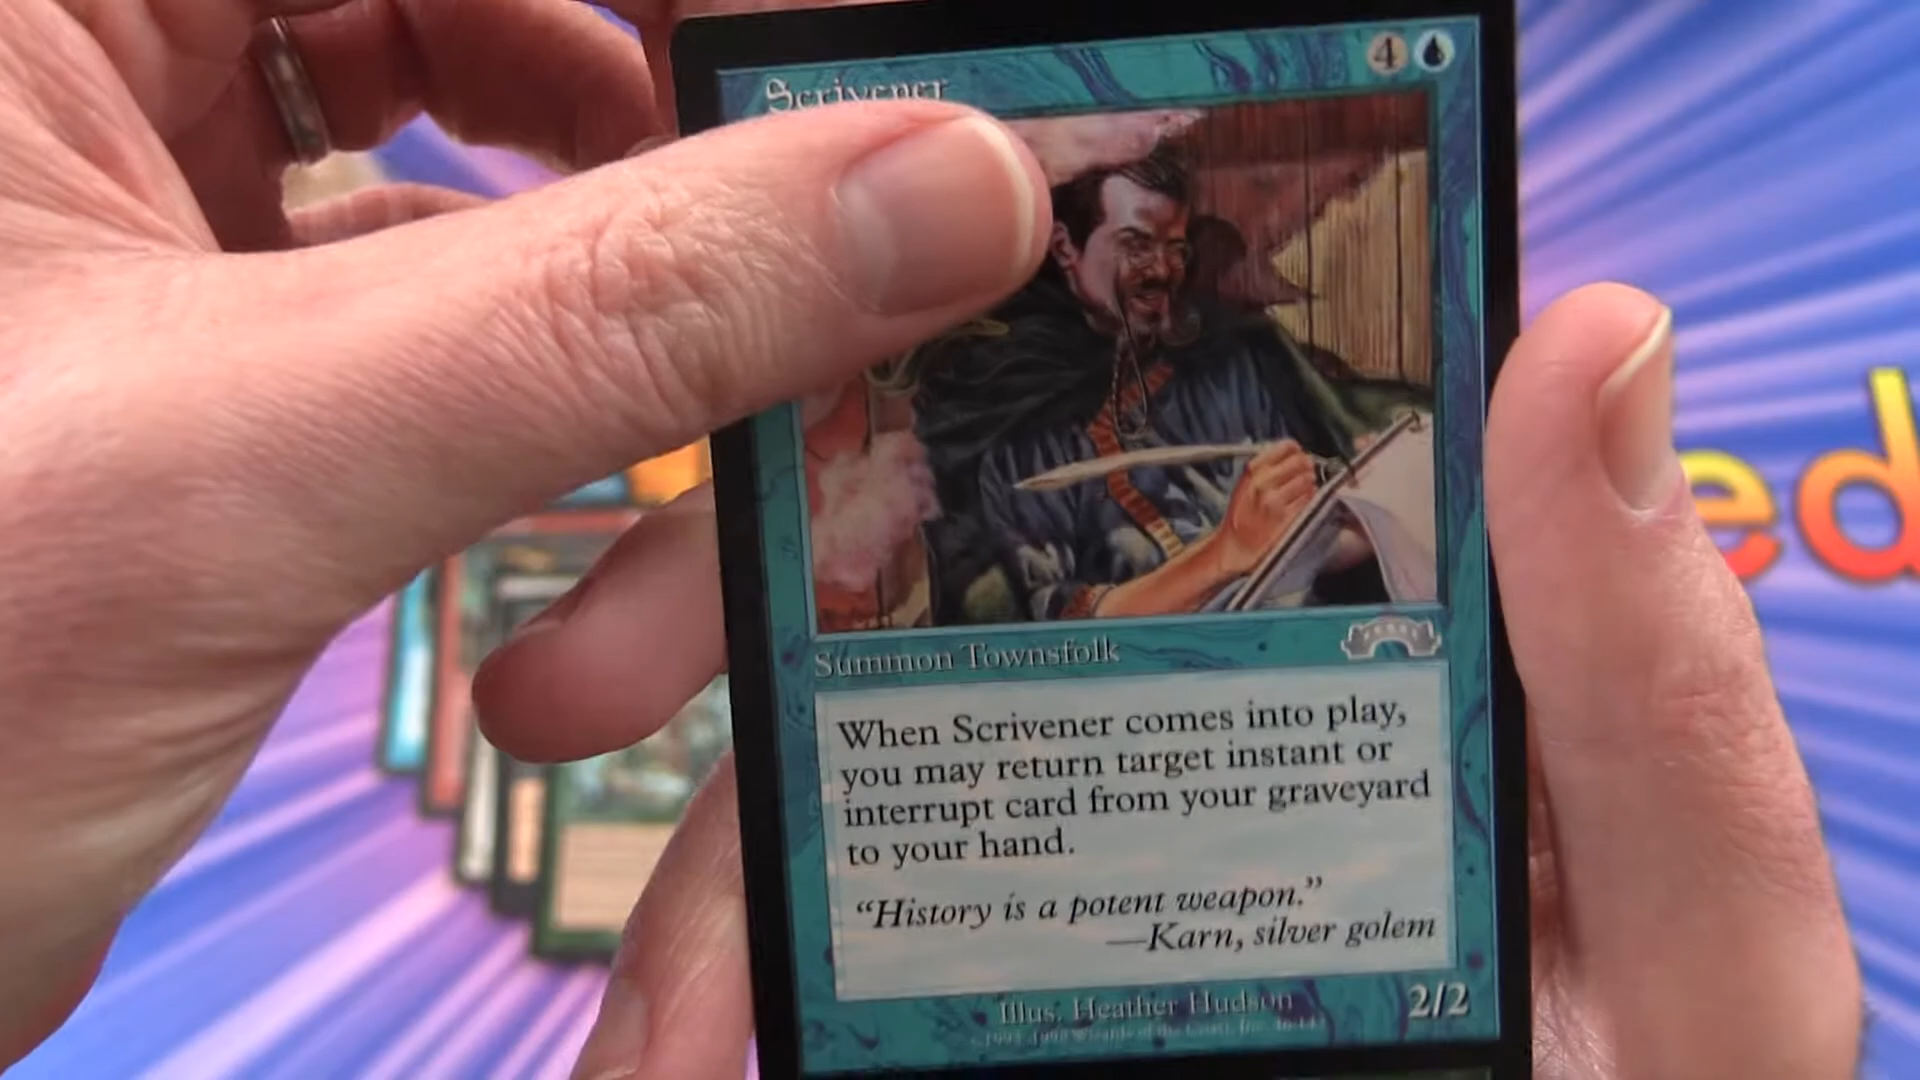 Scrivener
4
ed
Summon Townsfolk
When Scrivener comes into play,
you may return target instant or
interrupt card from your graveyard
to your hand.
“History is a potent weapon.”
—Karn, silver golem
Illus. Heather Hudson
2/2